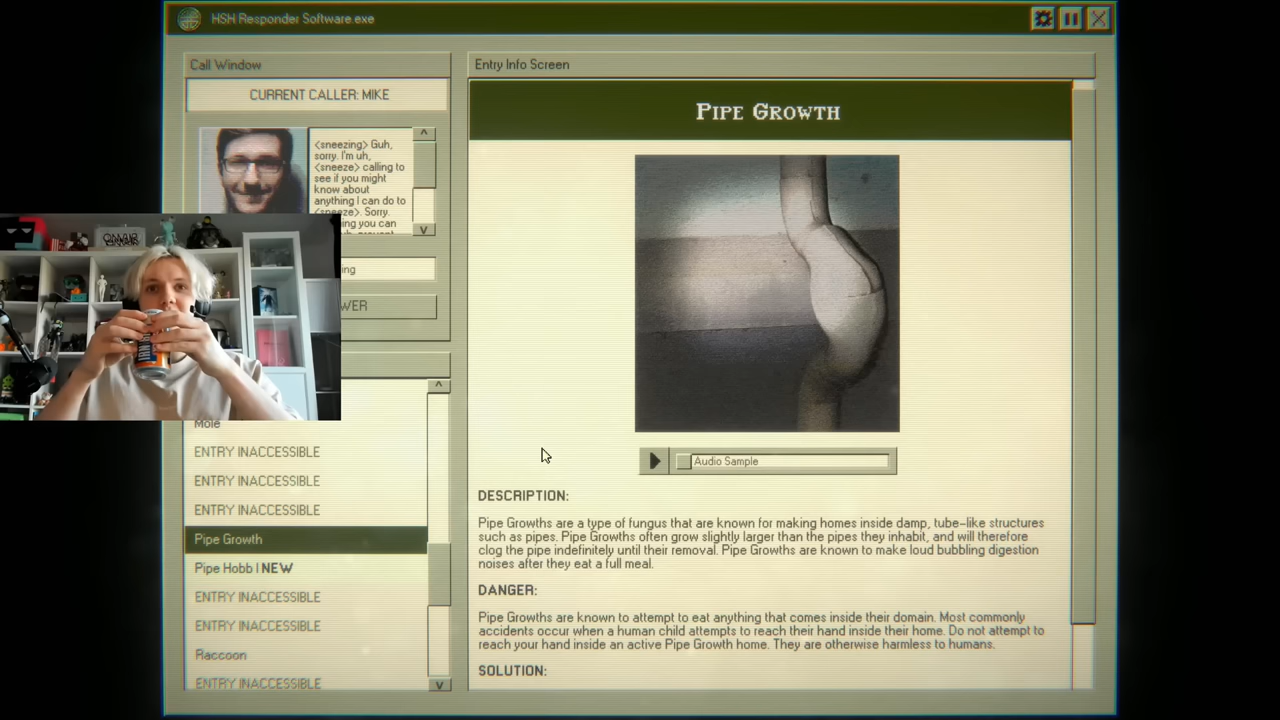 HSH Responder Software.exe
Call Window
CURRENT CALLER: MIKE
<sneezing> Guh,
sorry. I'm uh,
<sneeze> calling to
see if you might
know about
anything I can do to
<sneeze>. Sorry.
ing you can
Mole
ENTRY INACCESSIBLE
ENTRY INACCESSIBLE
ENTRY INACCESSIBLE
Pipe Growth
Pipe Hobb | NEW
ENTRY INACCESSIBLE
ENTRY INACCESSIBLE
Raccoon
ENTRY INACCESSIBLE
Entry Info Screen
PIPE GROWTH
Audio Sample
DESCRIPTION:
Pipe Growths are a type of fungus that are known for making homes inside damp, tube-like structures
such as pipes. Pipe Growths often grow slightly larger than the pipes they inhabit, and will therefore
clog the pipe indefinitely until their removal. Pipe Growths are known to make loud bubbling digestion
noises after they eat a full meal.
DANGER:
Pipe Growths are known to attempt to eat anything that comes inside their domain. Most commonly
accidents occur when a human child attempts to reach their hand inside their home. Do not attempt to
reach your hand inside an active Pipe Growth home. They are otherwise harmless to humans.
SOLUTION: